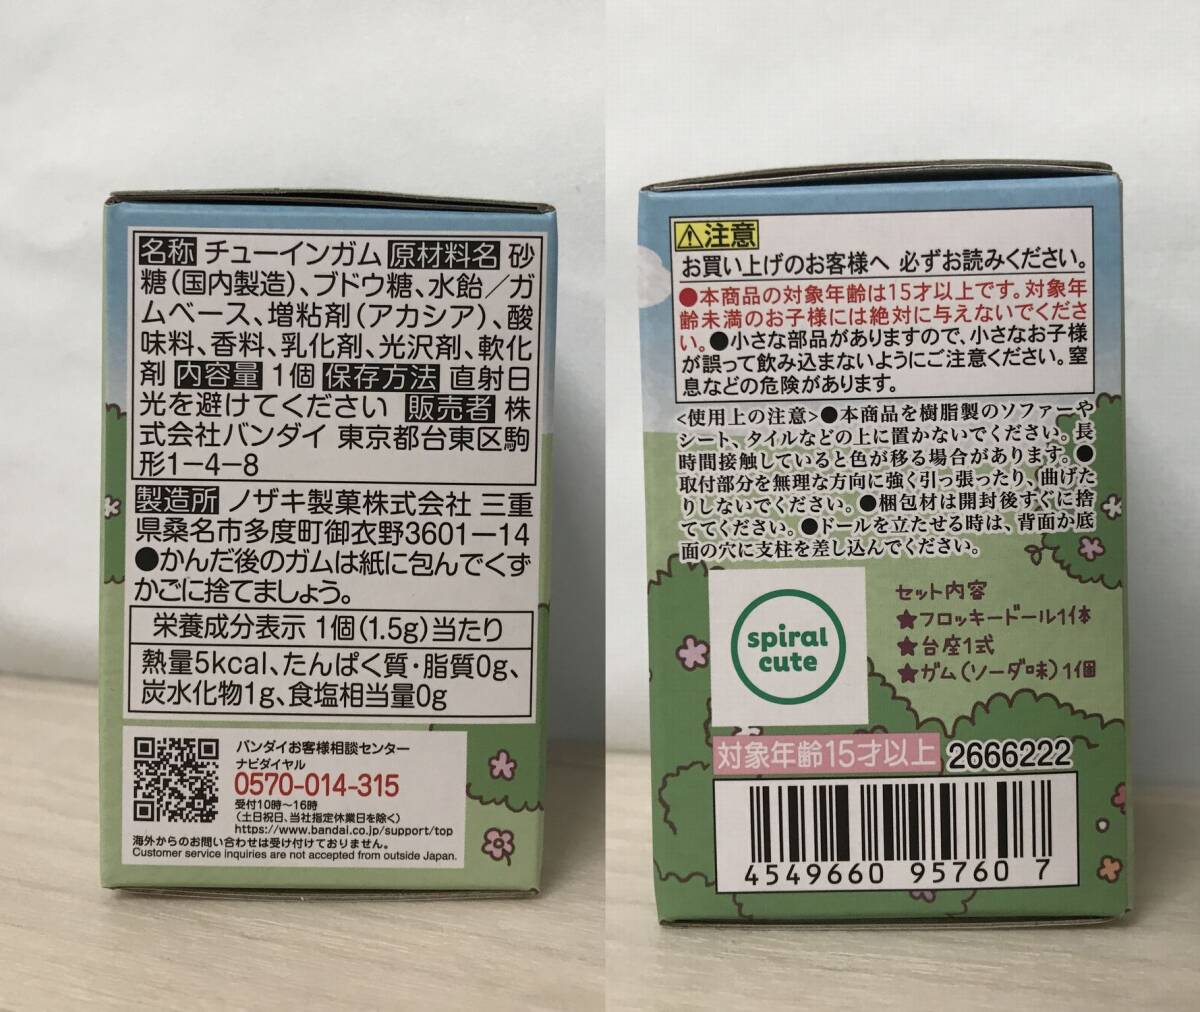 名称 チューインガム 原材料名 砂
糖(国内製造)、ブドウ糖、水飴/ガ
ムベース、増粘剤(アカシア)、酸
味料、香料、乳化剤、光沢剤、軟化
剤 内容量 1個 保存方法 直射日
光を避けてください 販売者 株
式会社バンダイ 東京都台東区駒
形1-4-8
製造所 ノザキ製菓株式会社 三重
県桑名市多度町御衣野3601-14
●かんだ後のガムは紙に包んでくず
かごに捨てましょう。
栄養成分表示 1個(1.5g)当たり
熱量5kcal、たんぱく質・脂質0g、
炭水化物1g、食塩相当量0g
バンダイお客様相談センター
ナビダイヤル
0570-014-315
受付10時~16時
(土日祝日、当社指定休業日を除く)
https://www.bandai.co.jp/support/top
海外からのお問い合わせは受け付けておりません。
Customer service inquiries are not accepted from outside Japan.
⚠注意
お買い上げのお客様へ 必ずお読みください。
●本商品の対象年齢は15才以上です。対象年
齢未満のお子様には絶対に与えないでくださ
い。●小さな部品がありますので、小さなお子様
が誤って飲み込まないようにご注意ください。窒
息などの危険があります。
<使用上の注意>●本商品を樹脂製のソファーや
シート、タイルなどの上に置かないでください。長
時間接触していると色が移る場合があります。●
取付部分を無理な方向に強く引っ張ったり、曲げた
りしないでください。●梱包材は開封後すぐに捨
ててください。●ドールを立たせる時は、背面か底
面の穴に支柱を差し込んでください。
spiral
cute
セット内容
★フロッキードール1体
★台座1式
★ガム(ソーダ味)1個
対象年齢15才以上 2666222
4549660 95760 7